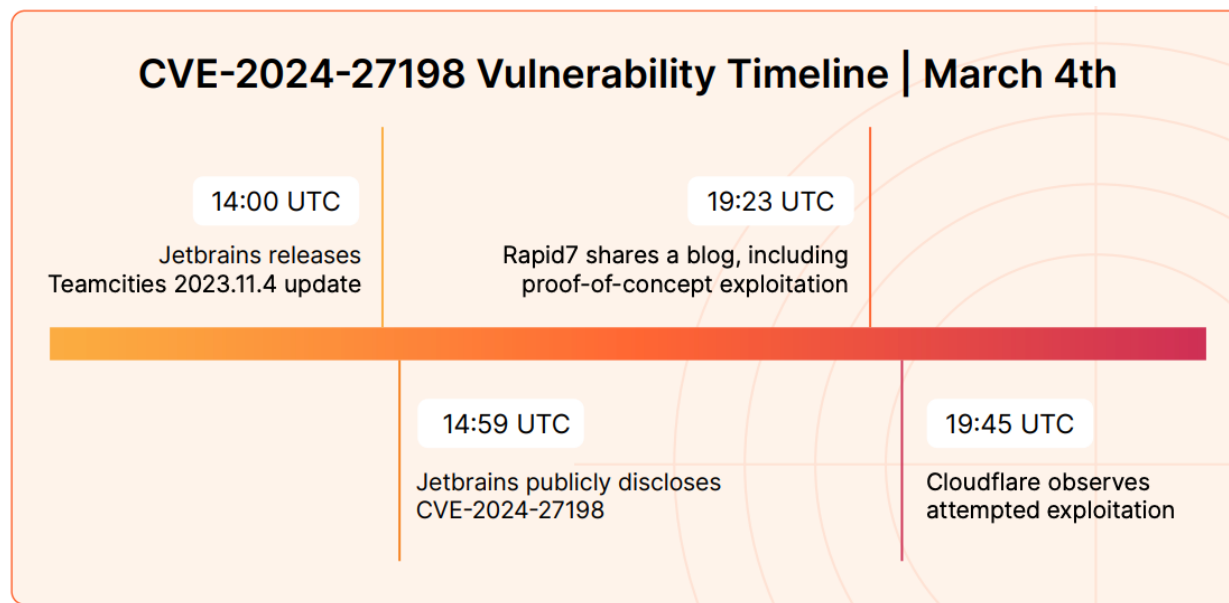 CVE-2024-27198 Vulnerability Timeline | March 4th
14:00 UTC
Jetbrains releases
Teamcities 2023.11.4 update
14:59 UTC
Jetbrains publicly discloses
CVE-2024-27198
19:23 UTC
Rapid7 shares a blog, including
proof-of-concept exploitation
19:45 UTC
Cloudflare observes
attempted exploitation